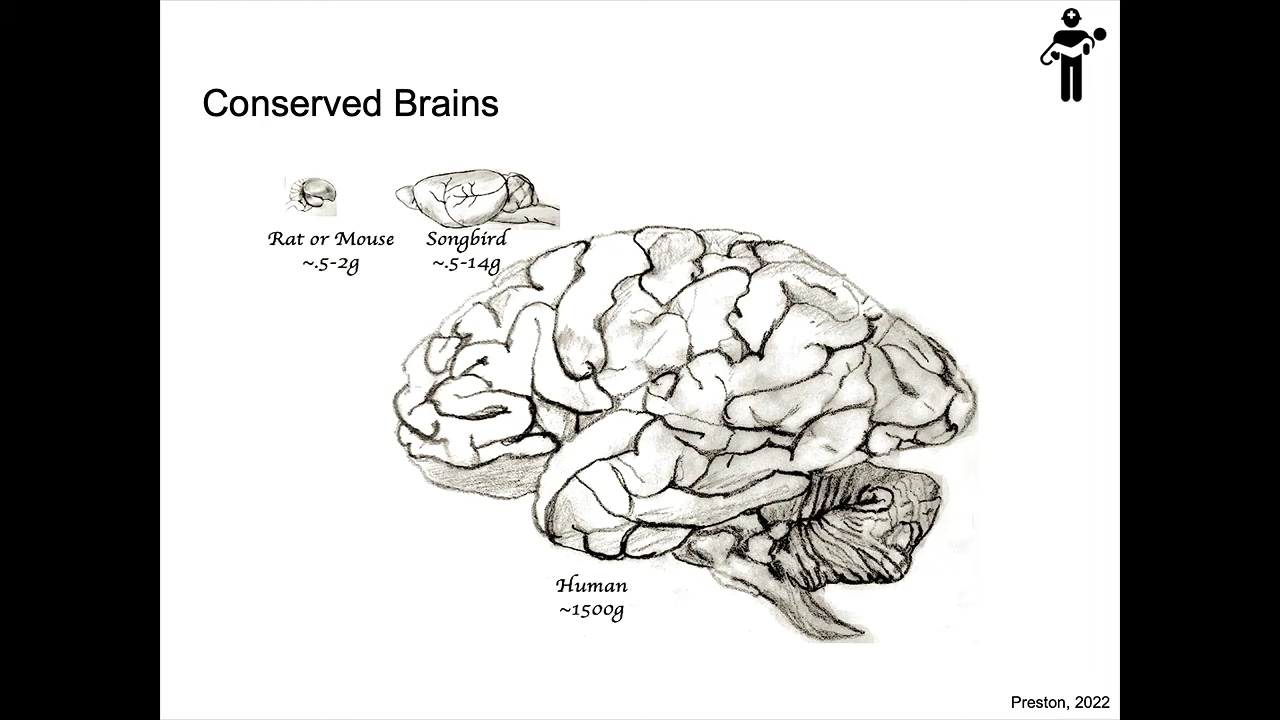 Conserved Brains
Rat or Mouse
~.5-2g
Songbird
~.5-14g
Human
~1500g
Preston, 2022